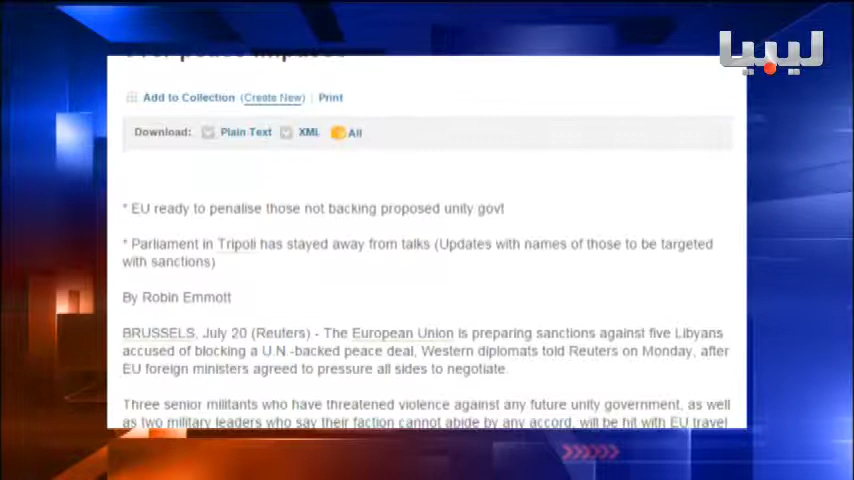 ليبيا
Add to Collection (Create New) | Print
Download: Plain Text XML All
* EU ready to penalise those not backing proposed unity govt
* Parliament in Tripoli has stayed away from talks (Updates with names of those to be targeted
with sanctions)
By Robin Emmott
BRUSSELS, July 20 (Reuters) - The European Union is preparing sanctions against five Libyans
accused of blocking a U.N.-backed peace deal, Western diplomats told Reuters on Monday, after
EU foreign ministers agreed to pressure all sides to negotiate.
Three senior militants who have threatened violence against any future unity government, as well
as two military leaders who say their faction cannot abide by any accord, will be hit with EU travel